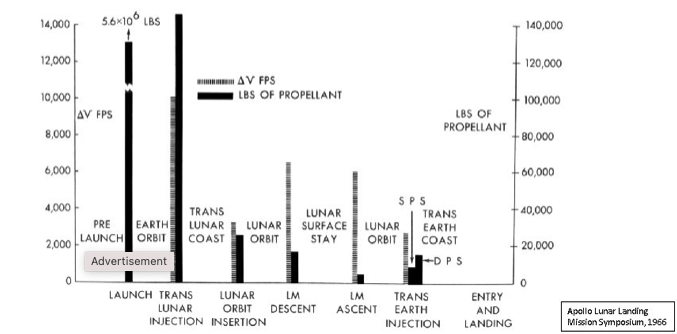 5.6×10⁶ LBS
14,000
12,000
10,000
ΔV FPS
8,000
6,000
4,000
2,000
0
ΔV FPS
LBS OF PROPELLANT
140,000
120,000
100,000
LBS OF
PROPELLANT
80,000
60,000
40,000
20,000
0
PRE
LAUNCH
EARTH
ORBIT
TRANS
LUNAR
COAST
LUNAR
ORBIT
LUNAR
SURFACE
STAY
LUNAR
ORBIT
SPS
TRANS
EARTH
COAST
DPS
Advertisement
LAUNCH
TRANS
LUNAR
INJECTION
LUNAR
ORBIT
INSERTION
LM
DESCENT
LM
ASCENT
TRANS
EARTH
INJECTION
ENTRY
AND
LANDING
Apollo Lunar Landing
Mission Symposium, 1966